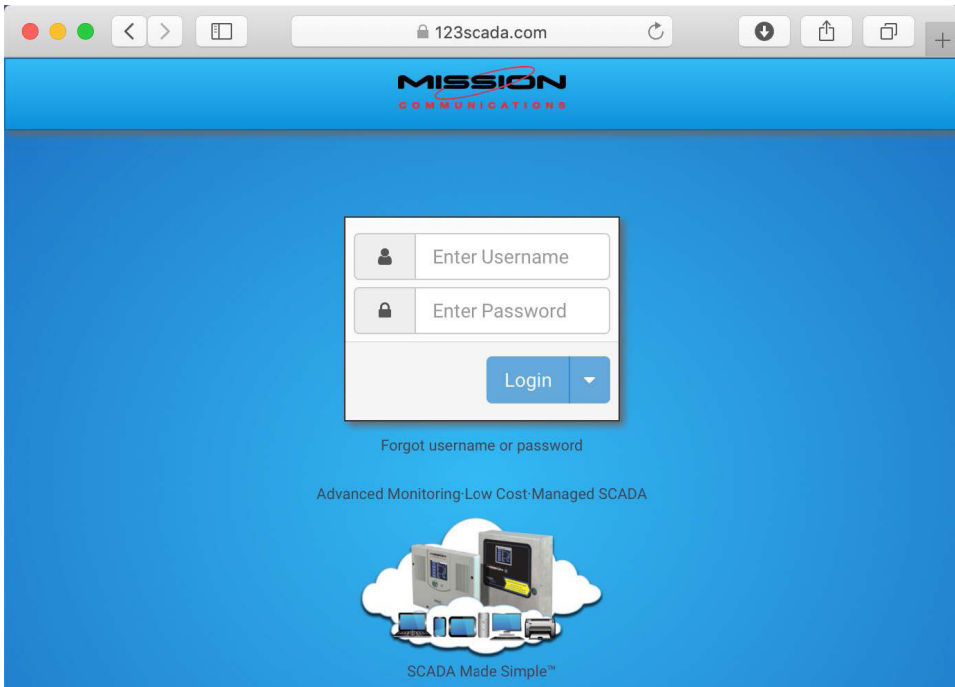 123scada.com
MISSION
COMMUNICATIONS
Enter Username
Enter Password
Login
Forgot username or password
Advanced Monitoring·Low Cost·Managed SCADA
SCADA Made Simple™